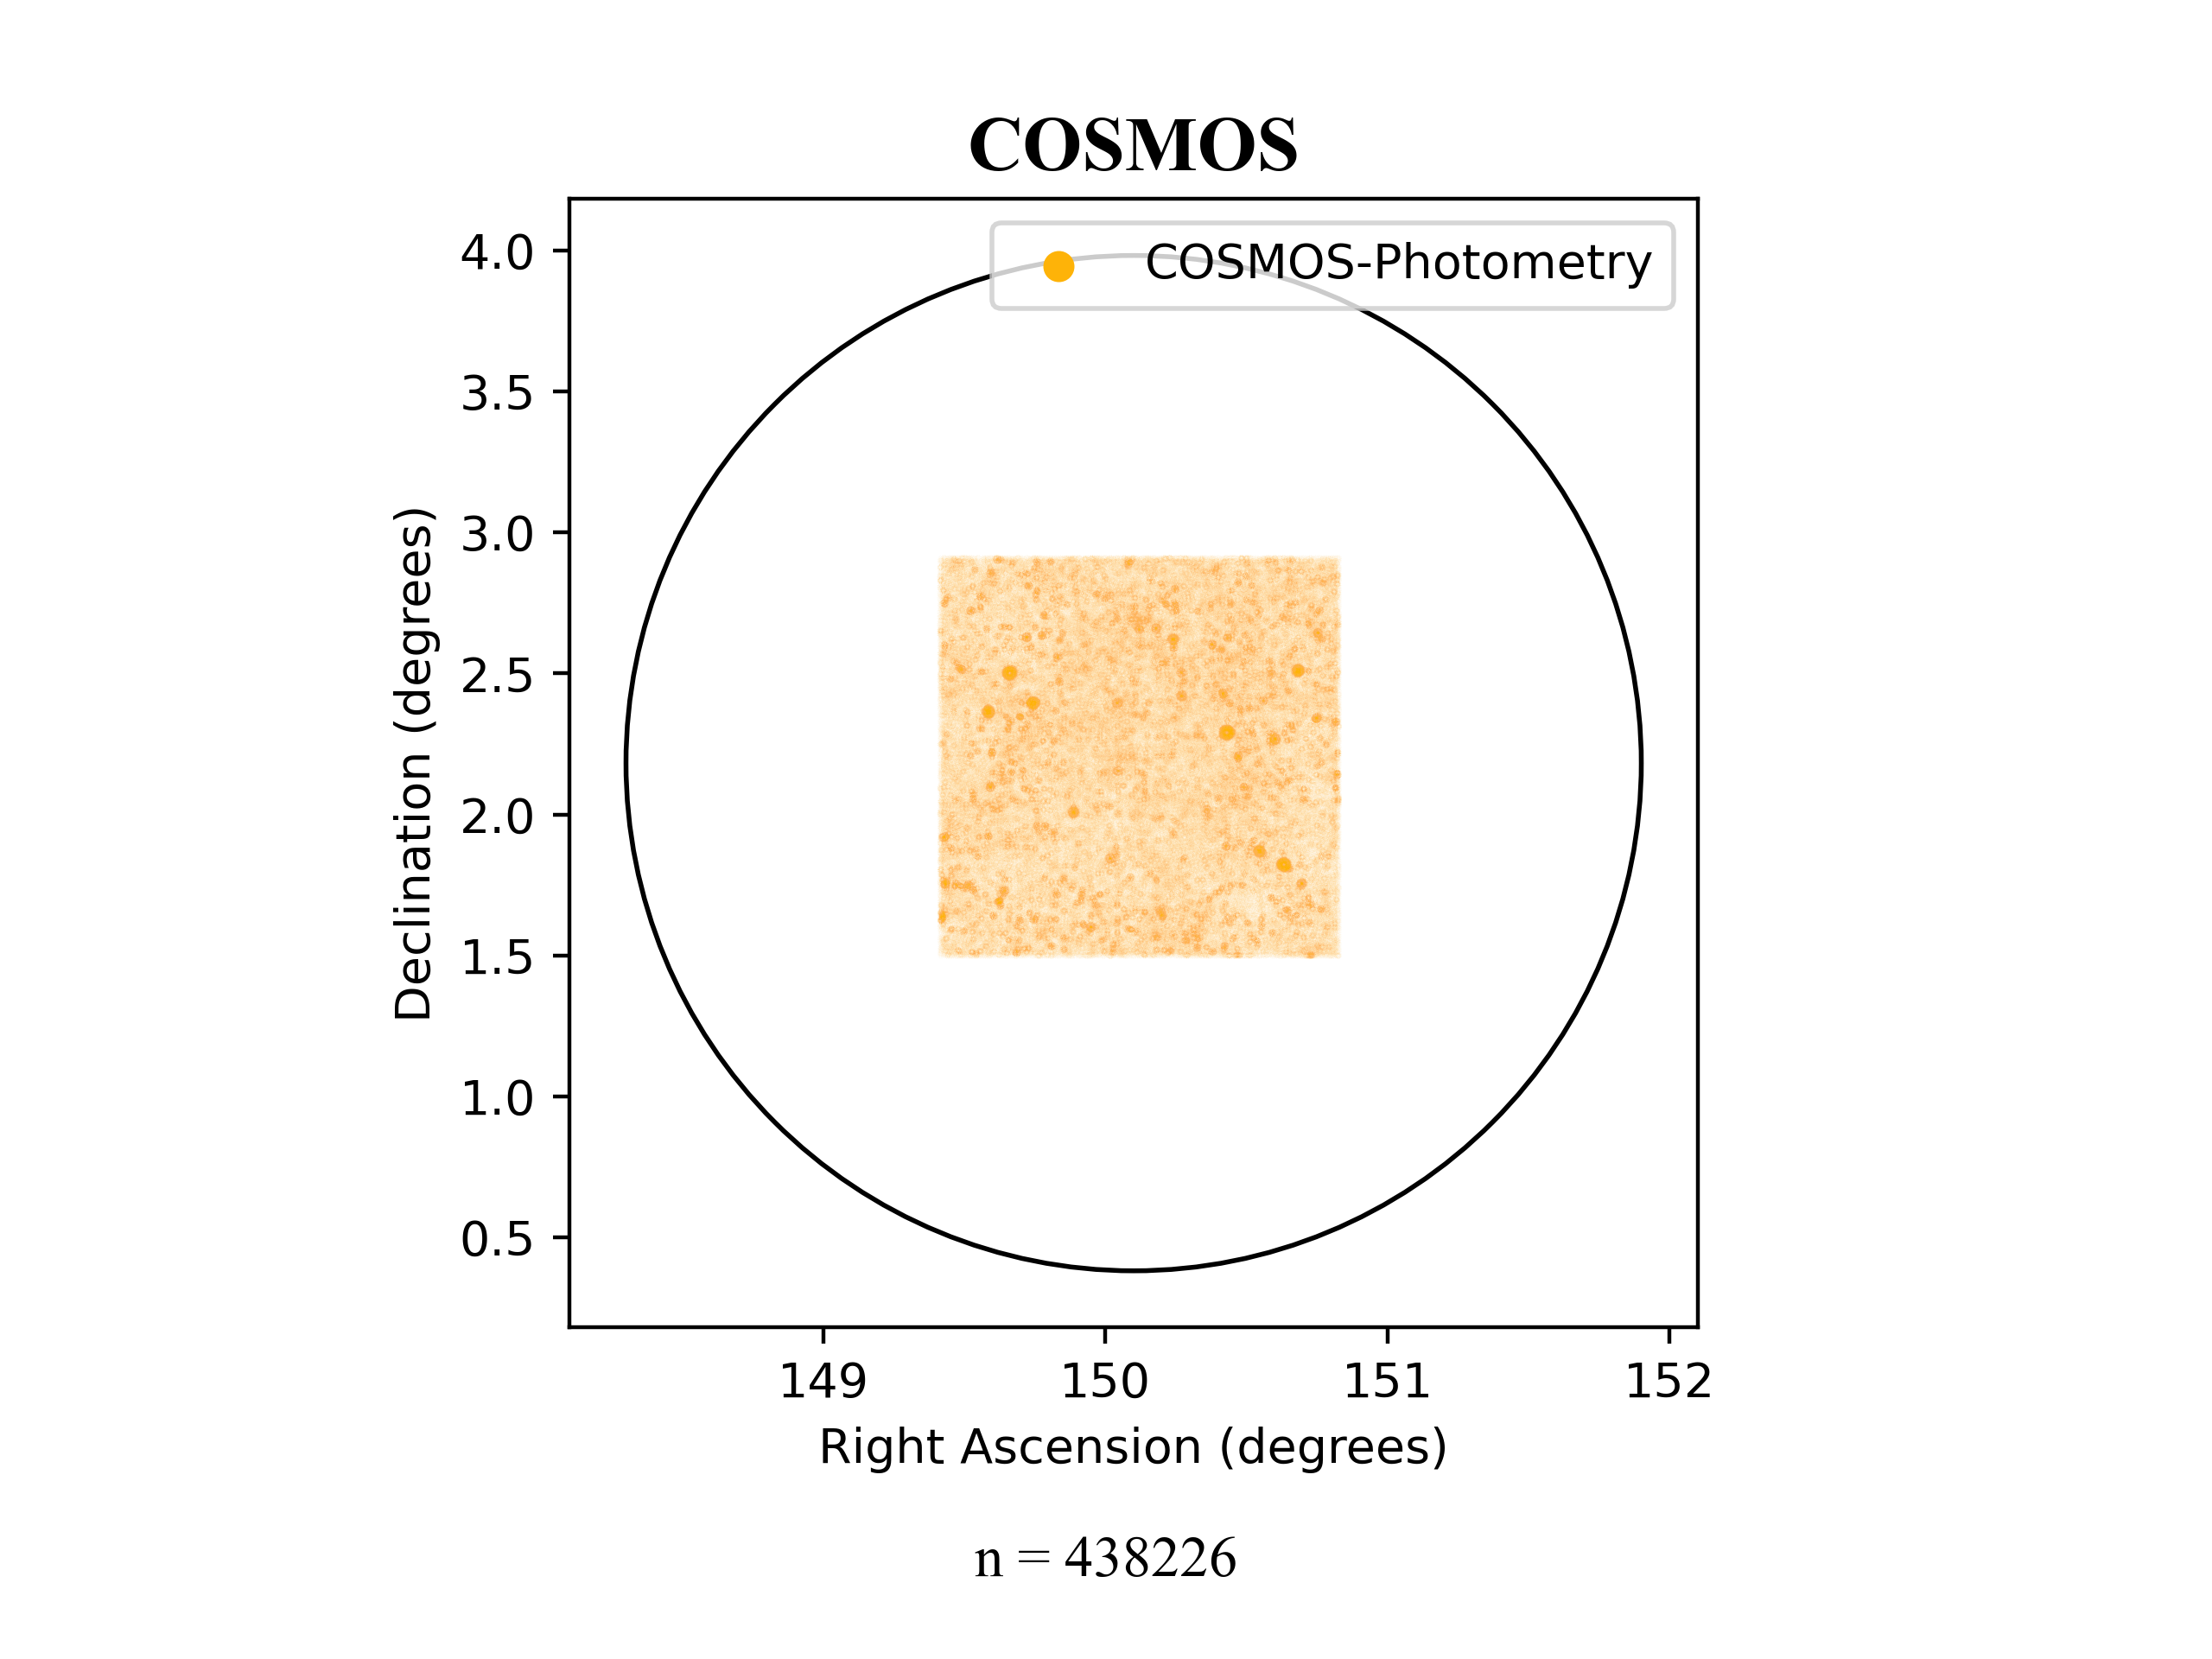 COSMOS
COSMOS-Photometry
4.0
3.5
3.0
2.5
2.0
1.5
1.0
0.5
Declination (degrees)
149 150 151 152
Right Ascension (degrees)
n = 438226